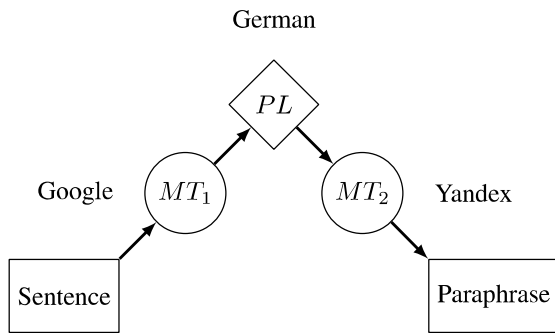 German
PL
Google
MT₁
MT₂
Yandex
Sentence
Paraphrase